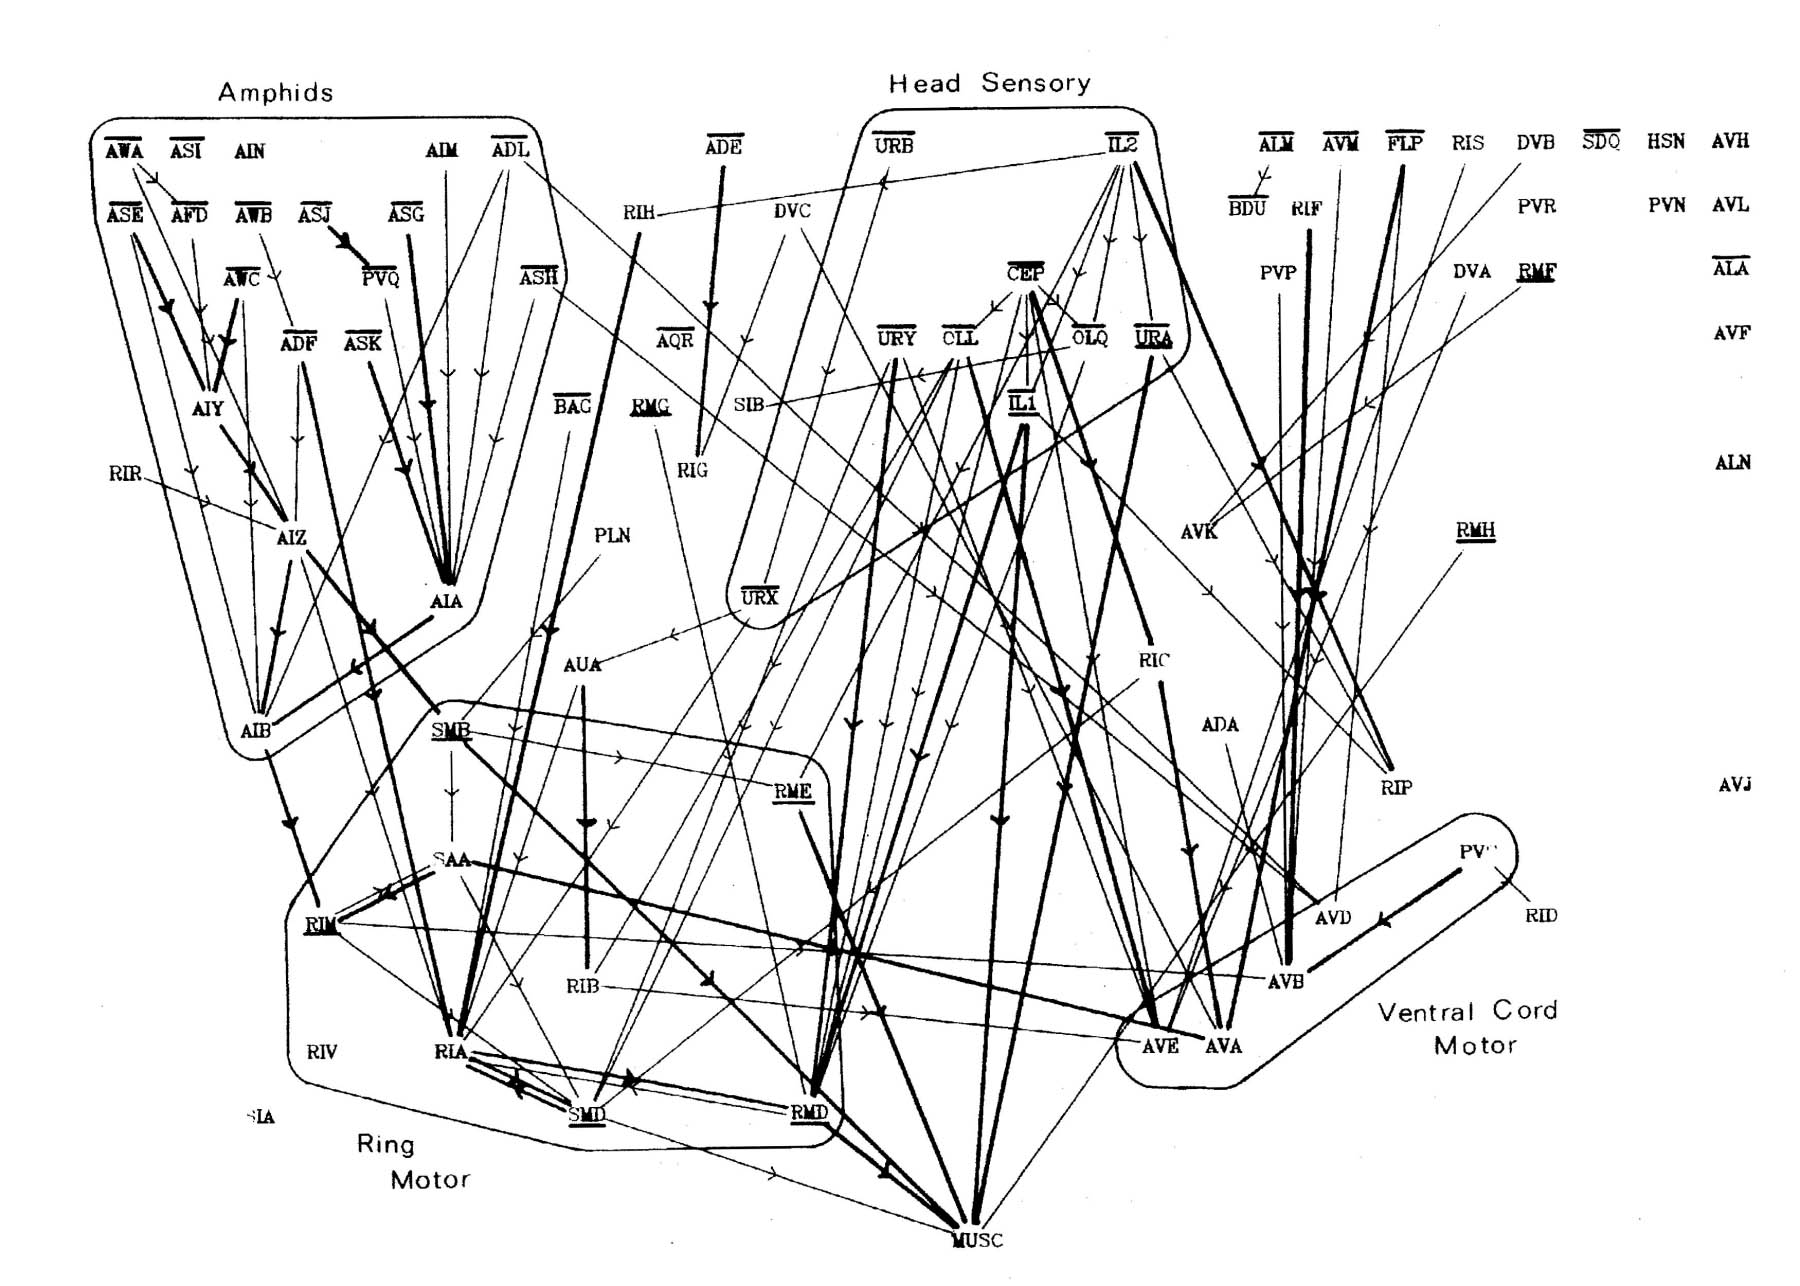 Amphids
Head Sensory
AWA ASI AIN AIM ADL ADE URB IL2 ALM AVM FLP RIS DVB SDQ HSN AVH
ASE AFD AWB ASJ ASG RIH DVC BDU RIF PVR PVN AVL
AWC PVQ ASH CEP PVP DVA RMF ALA
ADF ASK AQR URY OLL OLQ URA AVF
AIY BAG RMG SIB IL1
RIR RIG ALN
AIZ PLN AVK RMH
AIA URX
AUA RIC
AIB SMB ADA
RME RIP AVJ
SAA
RIM AVD RID
RIB AVB
Ventral Cord
Motor
RIV RIA AVE AVA
SMD RMD
Ring
Motor
MUSC